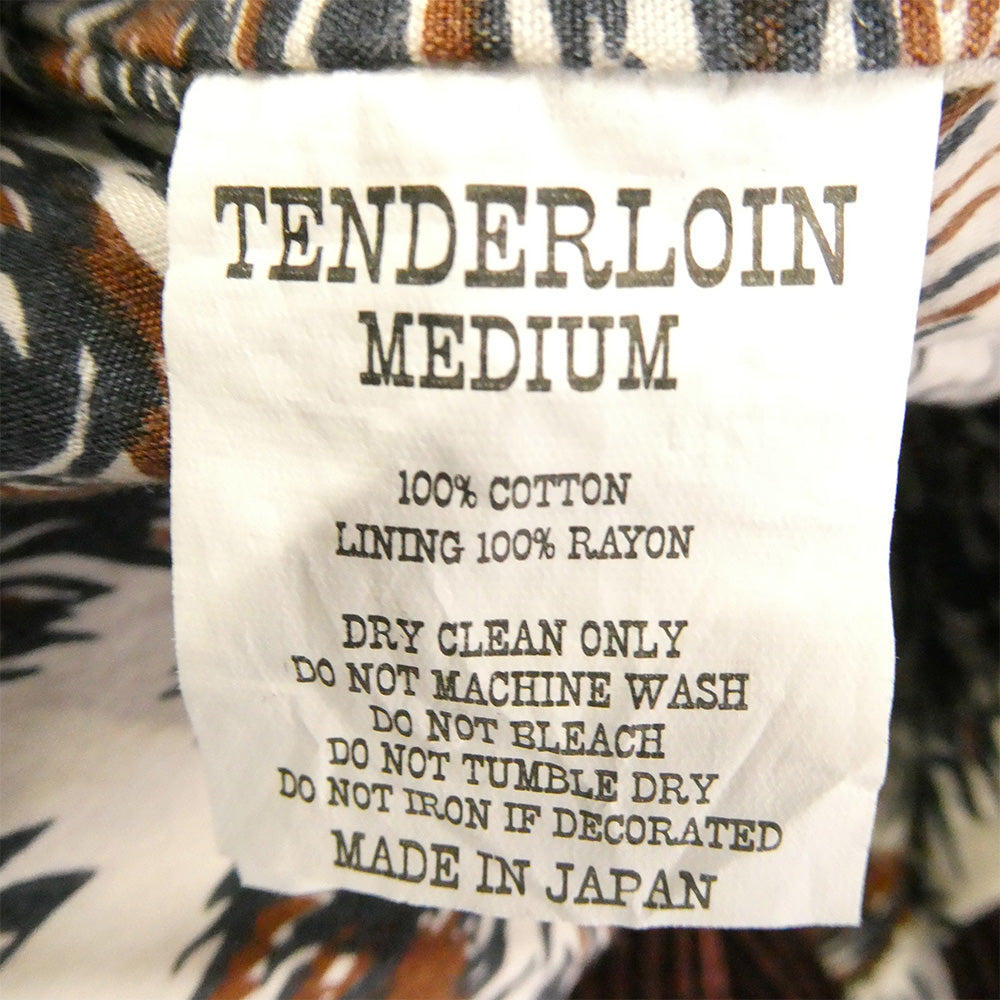 TENDERLOIN
MEDIUM
100% COTTON
LINING 100% RAYON
DRY CLEAN ONLY
DO NOT MACHINE WASH
DO NOT BLEACH
DO NOT TUMBLE DRY
DO NOT IRON IF DECORATED
MADE IN JAPAN